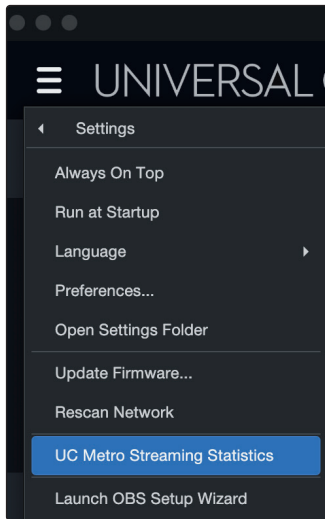 UNIVERSAL
Settings
Always On Top
Run at Startup
Language
Preferences...
Open Settings Folder
Update Firmware...
Rescan Network
UC Metro Streaming Statistics
Launch OBS Setup Wizard